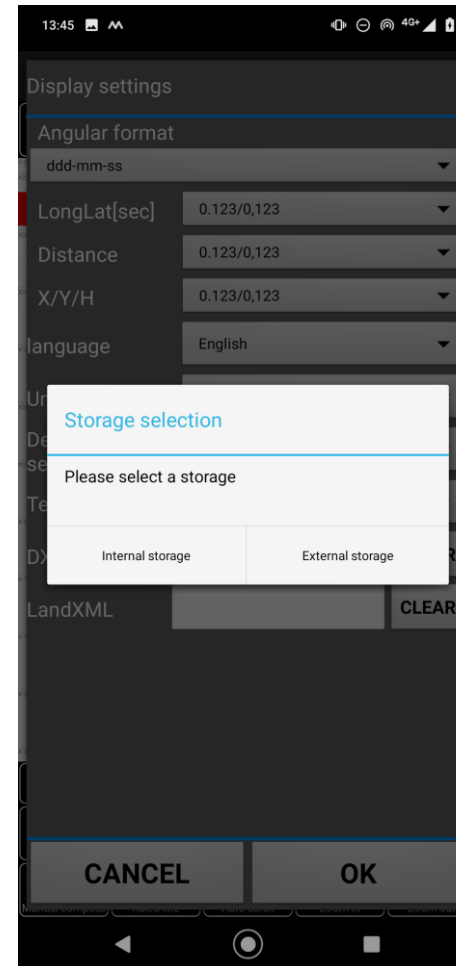 13:45
4G+
Display settings
Angular format
ddd-mm-ss
LongLat[sec] 0.123/0,123
Distance 0.123/0,123
X/Y/H 0.123/0,123
language English
Storage selection
Please select a storage
Internal storage External storage
LandXML CLEAR
CANCEL OK